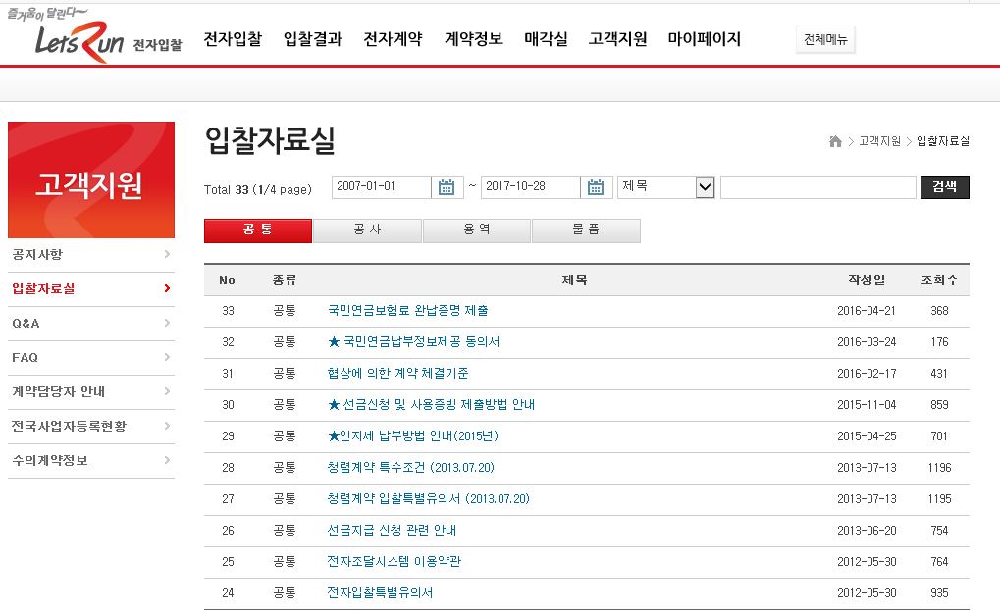 즐거움이 달린다~
LetsRun 전자입찰 전자입찰 입찰결과 전자계약 계약정보 매각실 고객지원 마이페이지 전체메뉴
고객지원
공지사항
입찰자료실
Q&A
FAQ
계약담당자 안내
전국사업자등록현황
수의계약정보
입찰자료실
고객지원 > 입찰자료실
Total 33 (1/4 page) 2007-01-01 ~ 2017-10-28 제목 검색
공 통 공 사 용 역 물 품
No 종류 제목 작성일 조회수
33 공통 국민연금보험료 완납증명 제출 2016-04-21 368
32 공통 ★ 국민연금납부정보제공 동의서 2016-03-24 176
31 공통 협상에 의한 계약 체결기준 2016-02-17 431
30 공통 ★ 선금신청 및 사용증빙 제출방법 안내 2015-11-04 859
29 공통 ★인지세 납부방법 안내(2015년) 2015-04-25 701
28 공통 청렴계약 특수조건 (2013.07.20) 2013-07-13 1196
27 공통 청렴계약 입찰특별유의서 (2013.07.20) 2013-07-13 1195
26 공통 선금지급 신청 관련 안내 2013-06-20 754
25 공통 전자조달시스템 이용약관 2012-05-30 764
24 공통 전자입찰특별유의서 2012-05-30 935